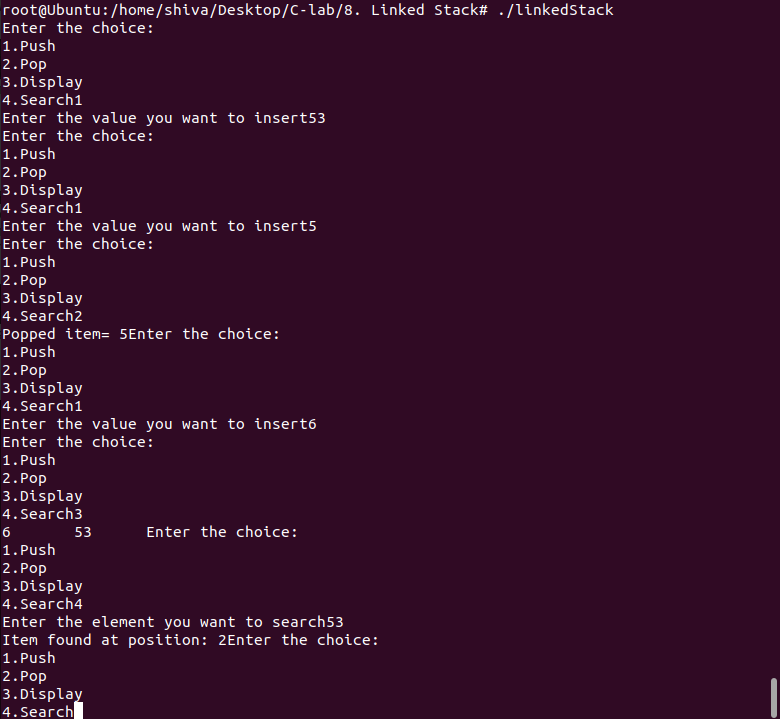 root@Ubuntu:/home/shiva/Desktop/C-lab/8. Linked Stack# ./linkedStack
Enter the choice:
1.Push
2.Pop
3.Display
4.Search1
Enter the value you want to insert53
Enter the choice:
1.Push
2.Pop
3.Display
4.Search1
Enter the value you want to insert5
Enter the choice:
1.Push
2.Pop
3.Display
4.Search2
Popped item= 5Enter the choice:
1.Push
2.Pop
3.Display
4.Search1
Enter the value you want to insert6
Enter the choice:
1.Push
2.Pop
3.Display
4.Search3
6       53      Enter the choice:
1.Push
2.Pop
3.Display
4.Search4
Enter the element you want to search53
Item found at position: 2Enter the choice:
1.Push
2.Pop
3.Display
4.Search